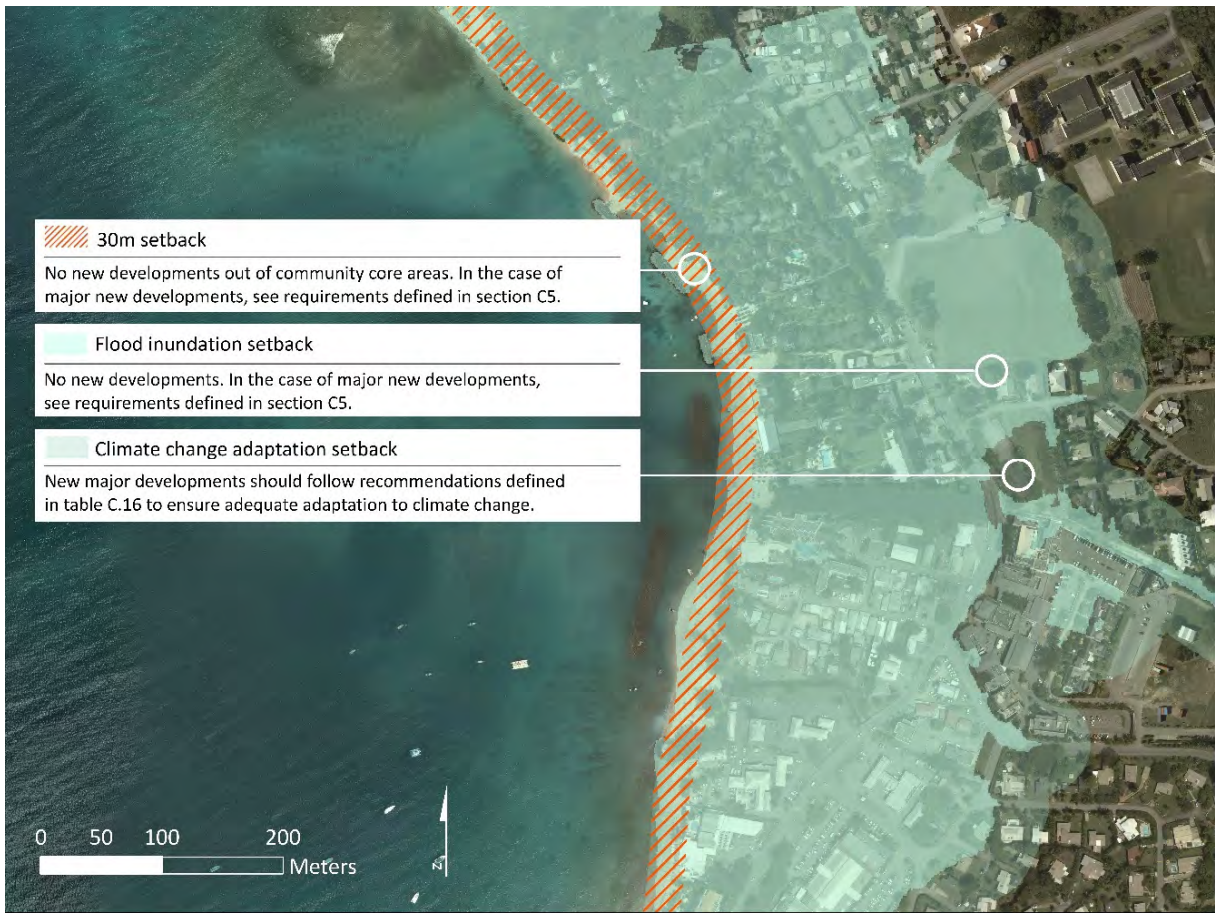 30m setback
No new developments out of community core areas. In the case of
major new developments, see requirements defined in section C5.
Flood inundation setback
No new developments. In the case of major new developments,
see requirements defined in section C5.
Climate change adaptation setback
New major developments should follow recommendations defined
in table C.16 to ensure adequate adaptation to climate change.
0 50 100 200
Meters
N